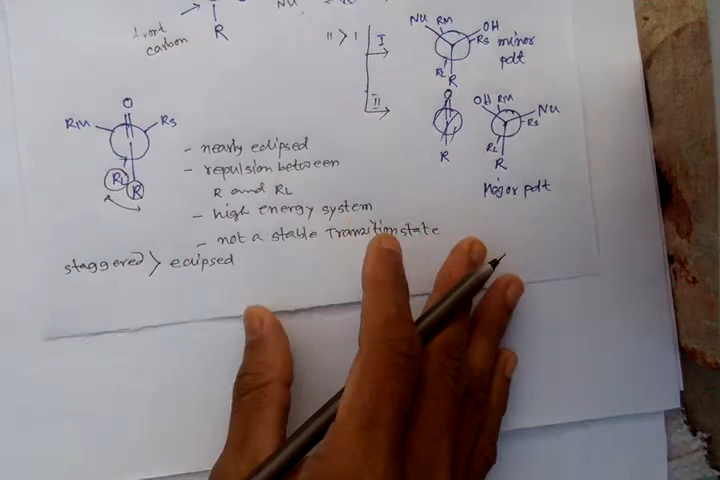 front
carbon
R
Nu
II > I
I
Nu RM OH
Rs minor
pdt
RL
R
II
O
R
OH RM Nu
Rs
RL
R
Major pdt
O
RM Rs
RL R
- nearly eclipsed
- repulsion between
R and RL
- high energy system
- not a stable Transition state
staggered > eclipsed